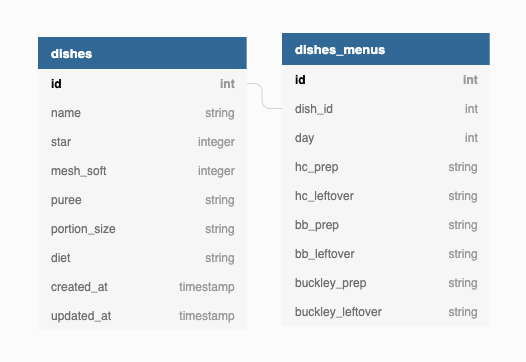 dishes
id int
name string
star integer
mesh_soft integer
puree string
portion_size string
diet string
created_at timestamp
updated_at timestamp
dishes_menus
id int
dish_id int
day int
hc_prep string
hc_leftover string
bb_prep string
bb_leftover string
buckley_prep string
buckley_leftover string